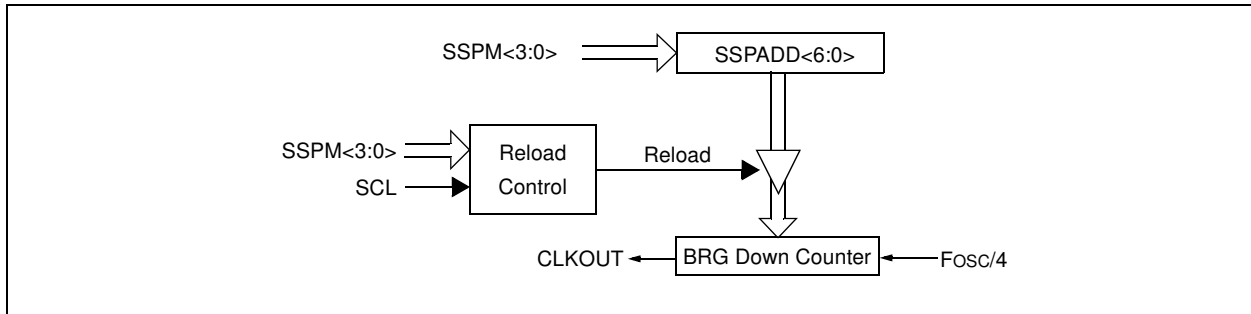 SSPM<3:0>
SSPADD<6:0>
SSPM<3:0>
SCL
Reload
Control
Reload
CLKOUT
BRG Down Counter
FOSC/4